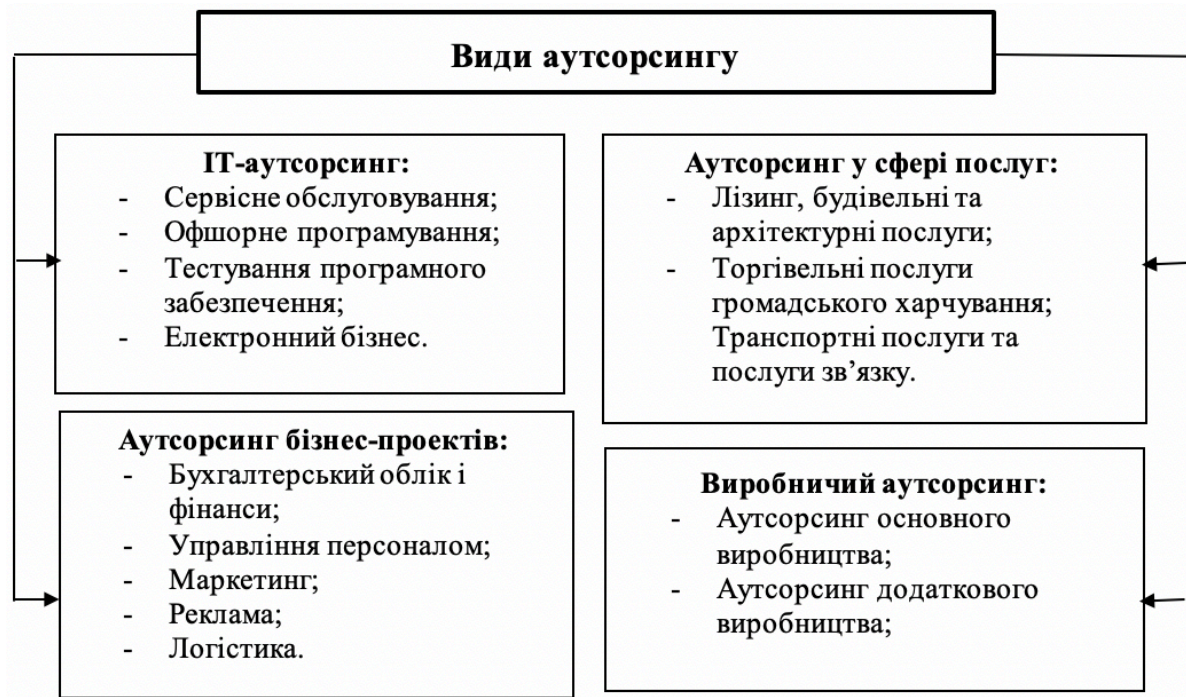 Види аутсорсингу
ІТ-аутсорсинг:
- Сервісне обслуговування;
- Офшорне програмування;
- Тестування програмного
забезпечення;
- Електронний бізнес.
Аутсорсинг у сфері послуг:
- Лізинг, будівельні та
архітектурні послуги;
- Торгівельні послуги
громадського харчування;
Транспортні послуги та
послуги зв’язку.
Аутсорсинг бізнес-проектів:
- Бухгалтерський облік і
фінанси;
- Управління персоналом;
- Маркетинг;
- Реклама;
- Логістика.
Виробничий аутсорсинг:
- Аутсорсинг основного
виробництва;
- Аутсорсинг додаткового
виробництва;